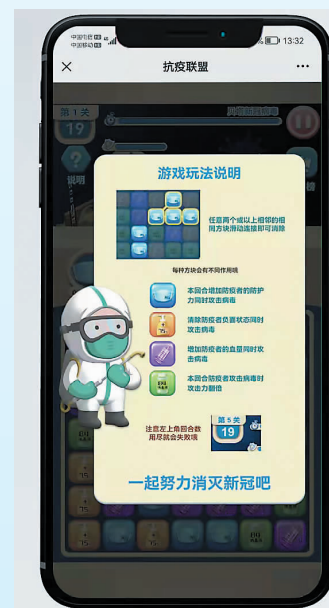 中国电信
中国移动
13:32
抗疫联盟
第1关
19
说明
游戏玩法说明
任意两个或以上相邻的相
同方块滑动连接即可消除
每种方块会有不同作用哦
本回合增加防疫者的防护
力同时攻击病毒
清除防疫者负面状态同时
攻击病毒
增加防疫者的血量同时攻
击病毒
本回合防疫者攻击病毒时
攻击力翻倍
注意左上角回合数
用尽就会失败哦
第5关
19
一起努力消灭新冠吧